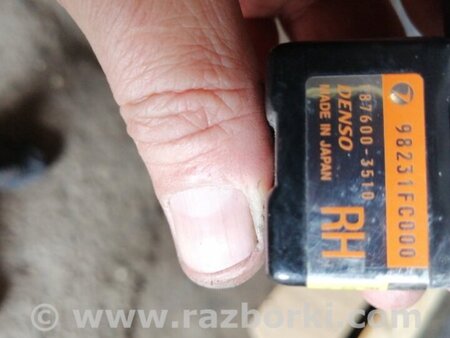 98231FC000
87600-3510
DENSO
MADE IN JAPAN
RH
© www.razborki.com